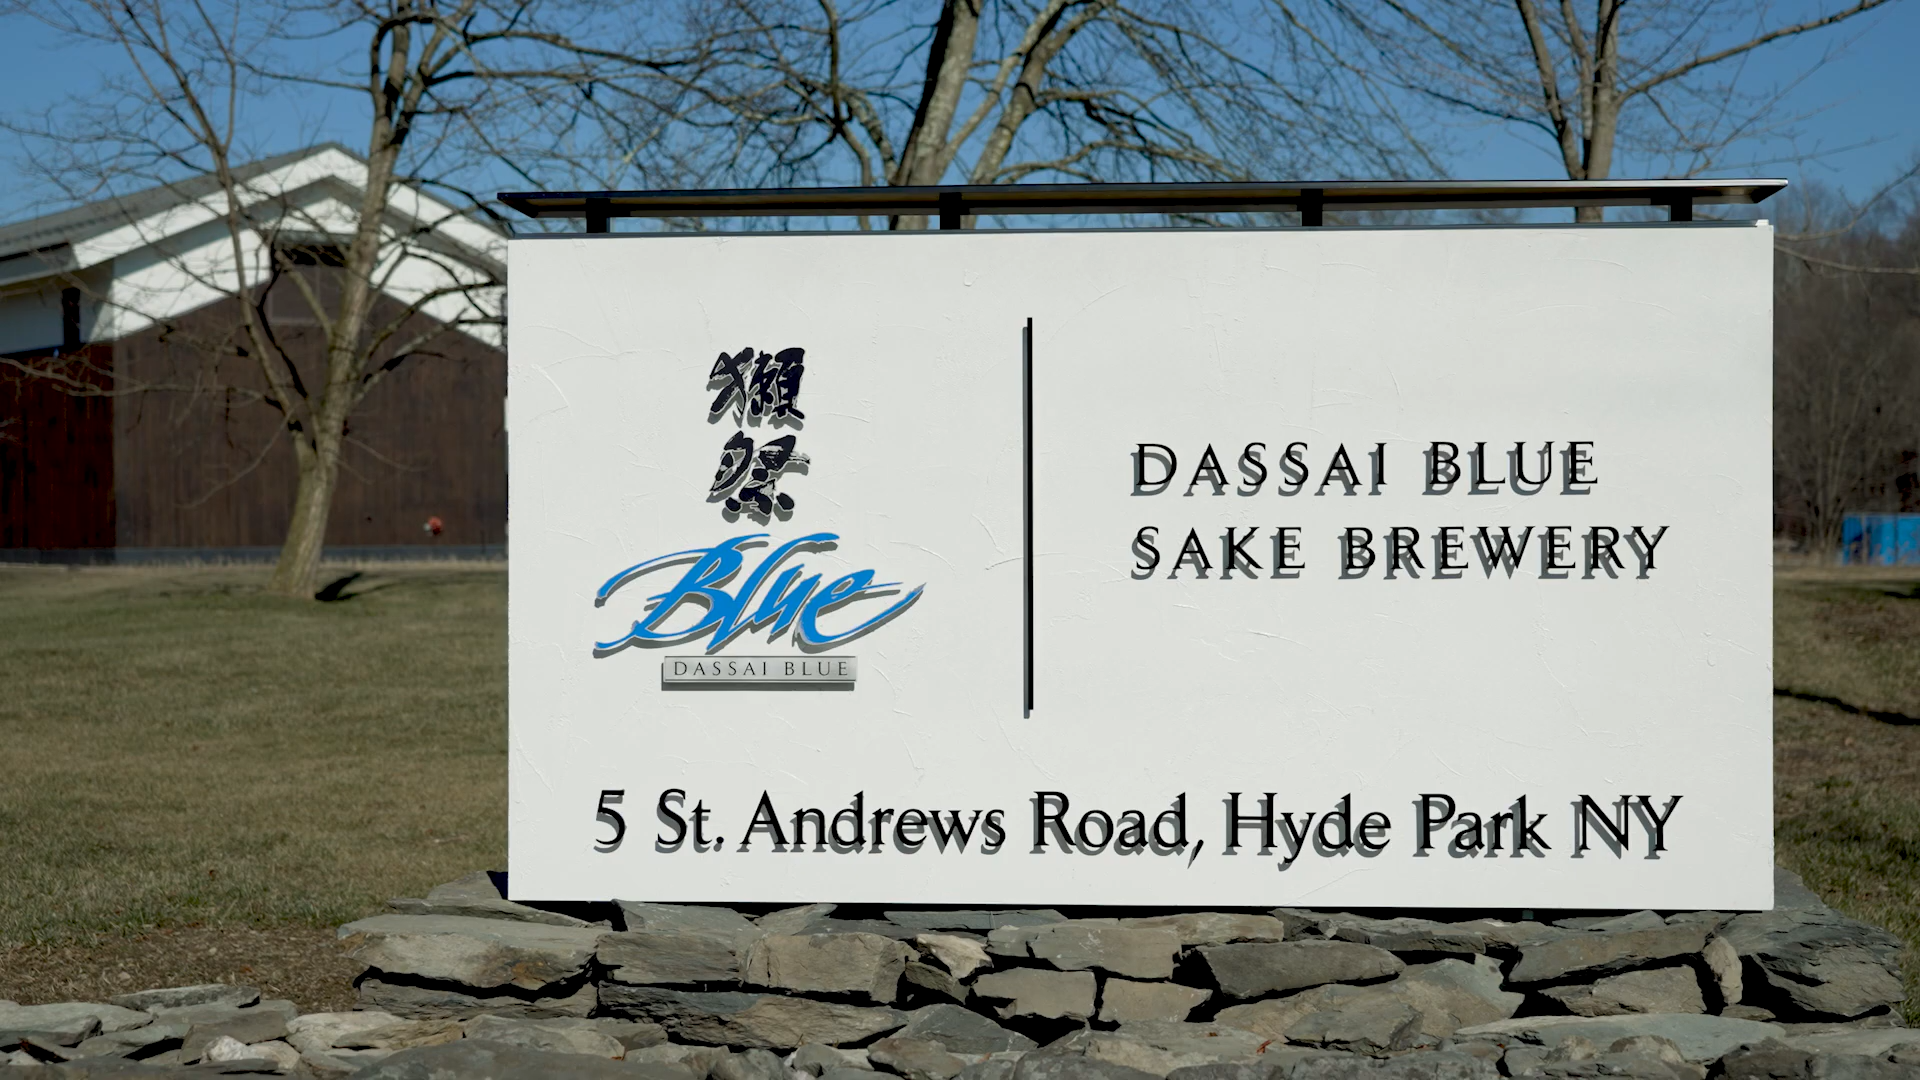 獺祭
Blue
DASSAI BLUE
DASSAI BLUE
SAKE BREWERY
5 St. Andrews Road, Hyde Park NY